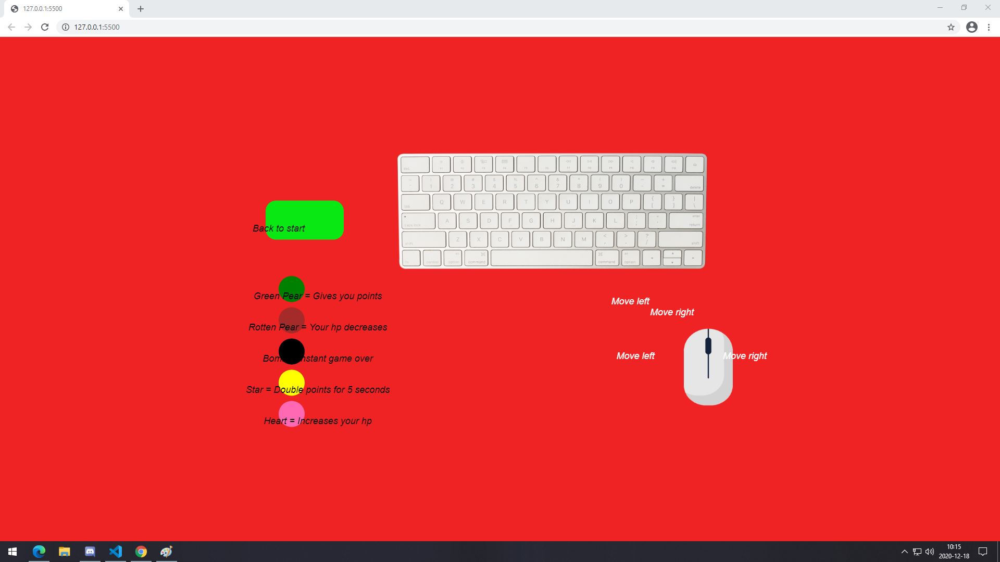 127.0.0.1:5500
127.0.0.1:5500
esc
~ ! 1 @ 2 # 3 $ 4 % 5 ^ 6 & 7 * 8 ( 9 ) 0 - + = delete
tab Q W E R T Y U I O P { [ } ] | \
caps lock A S D F G H J K L : ; return
shift Z X C V B N M < , > . ? / shift
fn control option command command option
Back to start
Green Pear = Gives you points
Rotten Pear = Your hp decreases
Bom nstant game over
Star = Double points for 5 seconds
Heart = Increases your hp
Move left
Move right
Move left
Move right
10:15
2020-12-18